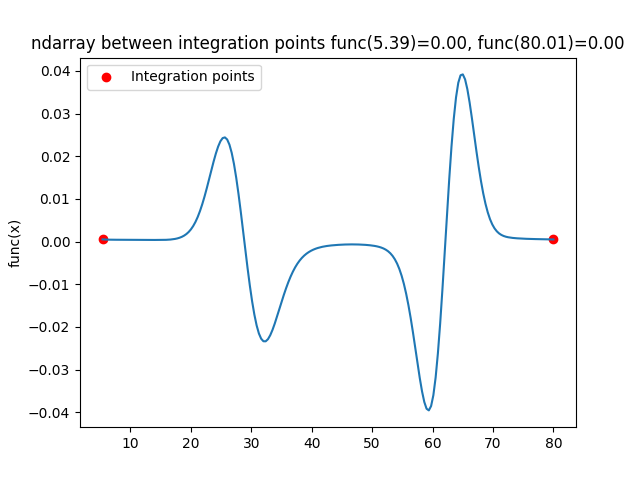 ndarray between integration points func(5.39)=0.00, func(80.01)=0.00
Integration points
func(x)
0.04
0.03
0.02
0.01
0.00
−0.01
−0.02
−0.03
−0.04
10 20 30 40 50 60 70 80